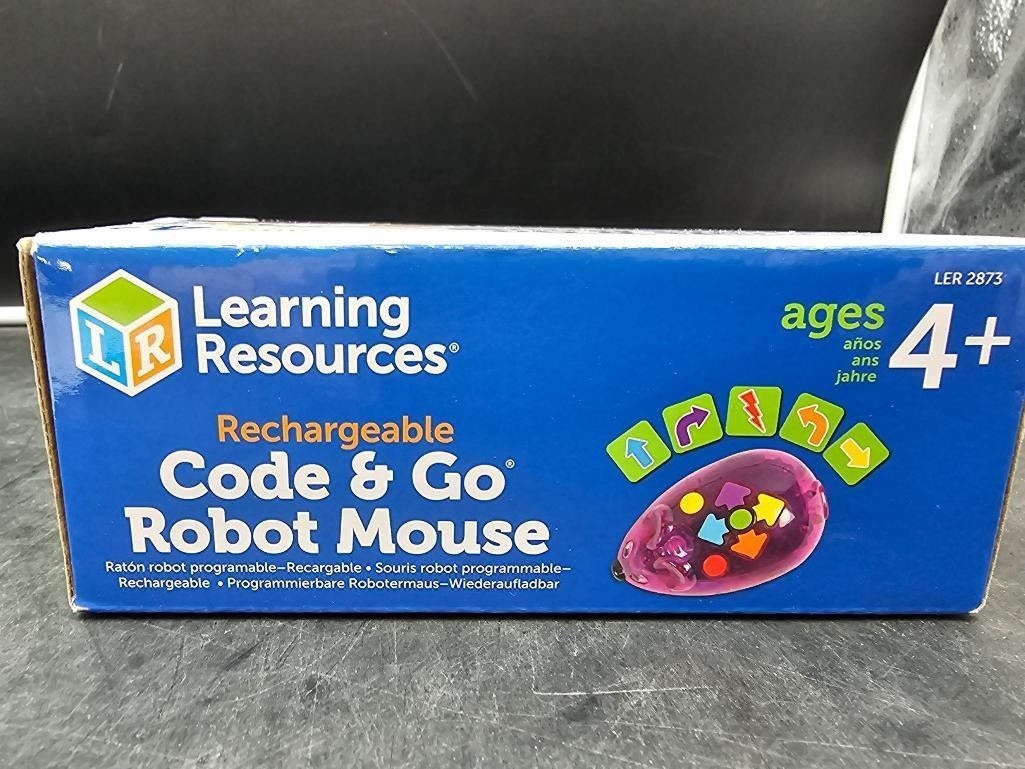 LER 2873
LR
Learning
Resources®
ages 4+
años
ans
jahre
Rechargeable
Code & Go®
Robot Mouse
Ratón robot programable–Recargable • Souris robot programmable–
Rechargeable • Programmierbare Robotermaus–Wiederaufladbar